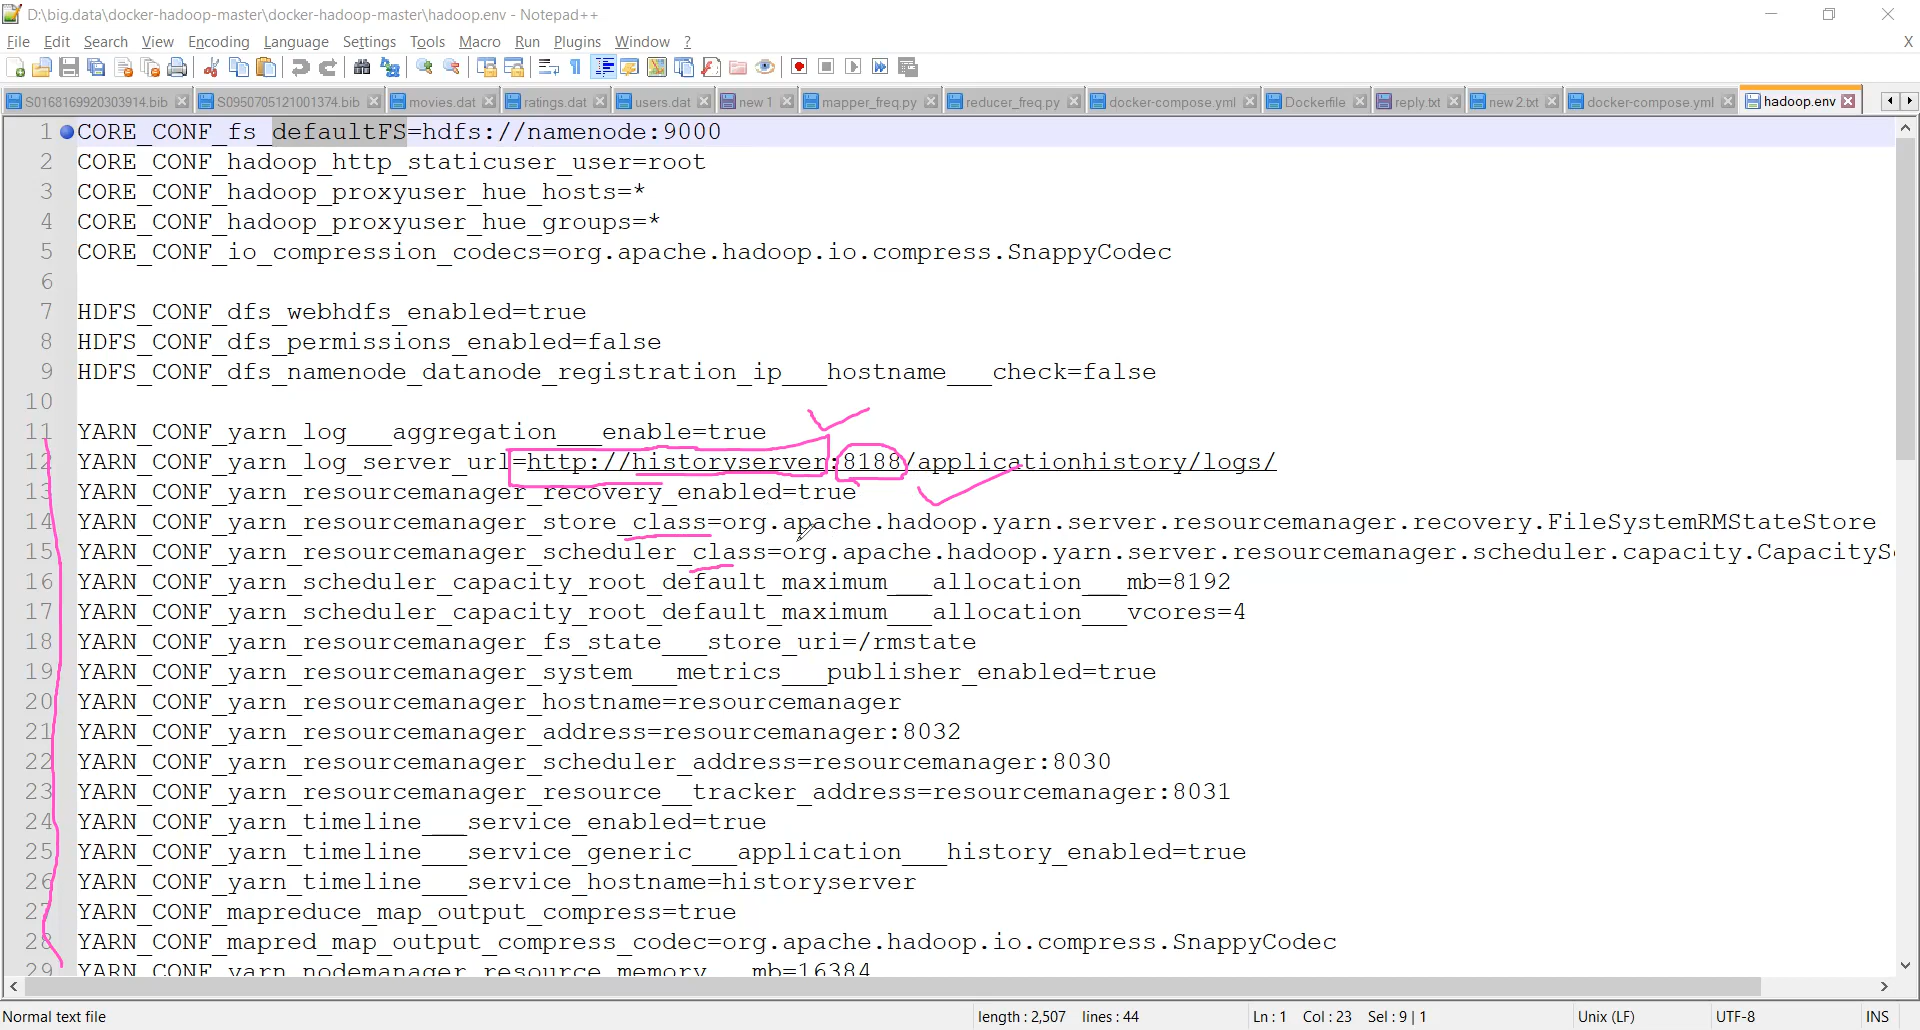 D:\big.data\docker-hadoop-master\docker-hadoop-master\hadoop.env - Notepad++
File Edit Search View Encoding Language Settings Tools Macro Run Plugins Window ? X
S0168169920303914.bib S0950705121001374.bib movies.dat ratings.dat users.dat new 1 mapper_freq.py reducer_freq.py docker-compose.yml Dockerfile reply.txt new 2.txt docker-compose.yml hadoop.env
1 CORE_CONF_fs_defaultFS=hdfs://namenode:9000
2 CORE_CONF_hadoop_http_staticuser_user=root
3 CORE_CONF_hadoop_proxyuser_hue_hosts=*
4 CORE_CONF_hadoop_proxyuser_hue_groups=*
5 CORE_CONF_io_compression_codecs=org.apache.hadoop.io.compress.SnappyCodec
6
7 HDFS_CONF_dfs_webhdfs_enabled=true
8 HDFS_CONF_dfs_permissions_enabled=false
9 HDFS_CONF_dfs_namenode_datanode_registration_ip___hostname___check=false
10
11 YARN_CONF_yarn_log___aggregation___enable=true
12 YARN_CONF_yarn_log_server_url=http://historyserver:8188/applicationhistory/logs/
13 YARN_CONF_yarn_resourcemanager_recovery_enabled=true
14 YARN_CONF_yarn_resourcemanager_store_class=org.apache.hadoop.yarn.server.resourcemanager.recovery.FileSystemRMStateStore
15 YARN_CONF_yarn_resourcemanager_scheduler_class=org.apache.hadoop.yarn.server.resourcemanager.scheduler.capacity.CapacityS
16 YARN_CONF_yarn_scheduler_capacity_root_default_maximum___allocation___mb=8192
17 YARN_CONF_yarn_scheduler_capacity_root_default_maximum___allocation___vcores=4
18 YARN_CONF_yarn_resourcemanager_fs_state___store_uri=/rmstate
19 YARN_CONF_yarn_resourcemanager_system___metrics___publisher_enabled=true
20 YARN_CONF_yarn_resourcemanager_hostname=resourcemanager
21 YARN_CONF_yarn_resourcemanager_address=resourcemanager:8032
22 YARN_CONF_yarn_resourcemanager_scheduler_address=resourcemanager:8030
23 YARN_CONF_yarn_resourcemanager_resource__tracker_address=resourcemanager:8031
24 YARN_CONF_yarn_timeline___service_enabled=true
25 YARN_CONF_yarn_timeline___service_generic___application___history_enabled=true
26 YARN_CONF_yarn_timeline___service_hostname=historyserver
27 YARN_CONF_mapreduce_map_output_compress=true
28 YARN_CONF_mapred_map_output_compress_codec=org.apache.hadoop.io.compress.SnappyCodec
29 YARN_CONF_yarn_nodemanager_resource_memory___mb=16384
Normal text file length : 2,507 lines : 44 Ln : 1 Col : 23 Sel : 9 | 1 Unix (LF) UTF-8 INS